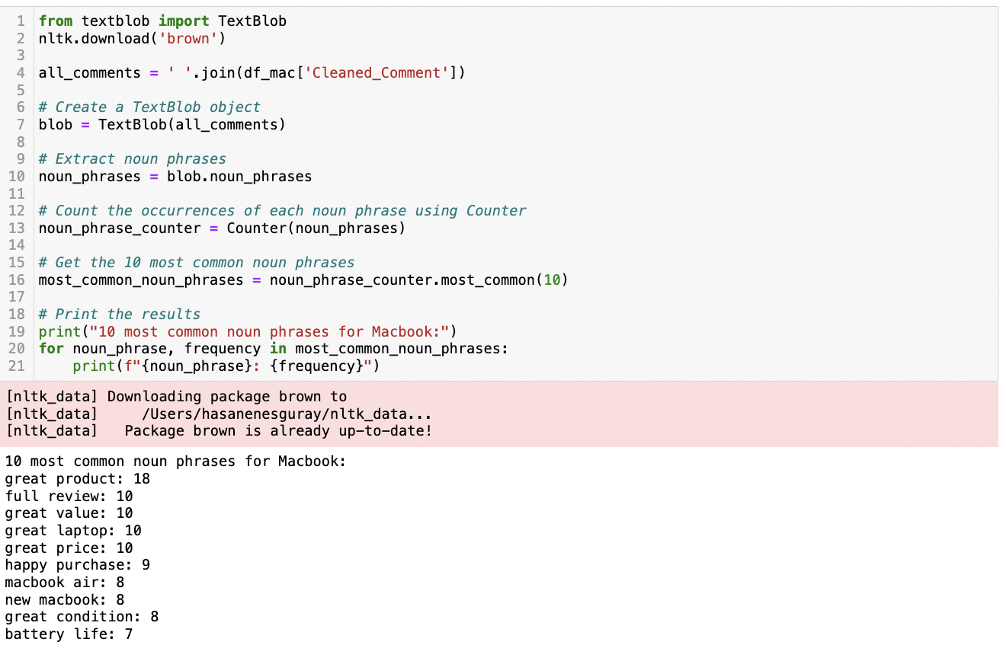 1 from textblob import TextBlob
2 nltk.download('brown')
3
4 all_comments = ' '.join(df_mac['Cleaned_Comment'])
5
6 # Create a TextBlob object
7 blob = TextBlob(all_comments)
8
9 # Extract noun phrases
10 noun_phrases = blob.noun_phrases
11
12 # Count the occurrences of each noun phrase using Counter
13 noun_phrase_counter = Counter(noun_phrases)
14
15 # Get the 10 most common noun phrases
16 most_common_noun_phrases = noun_phrase_counter.most_common(10)
17
18 # Print the results
19 print("10 most common noun phrases for Macbook:")
20 for noun_phrase, frequency in most_common_noun_phrases:
21     print(f"{noun_phrase}: {frequency}")
[nltk_data] Downloading package brown to
[nltk_data]     /Users/hasanenesguray/nltk_data...
[nltk_data]   Package brown is already up-to-date!
10 most common noun phrases for Macbook:
great product: 18
full review: 10
great value: 10
great laptop: 10
great price: 10
happy purchase: 9
macbook air: 8
new macbook: 8
great condition: 8
battery life: 7